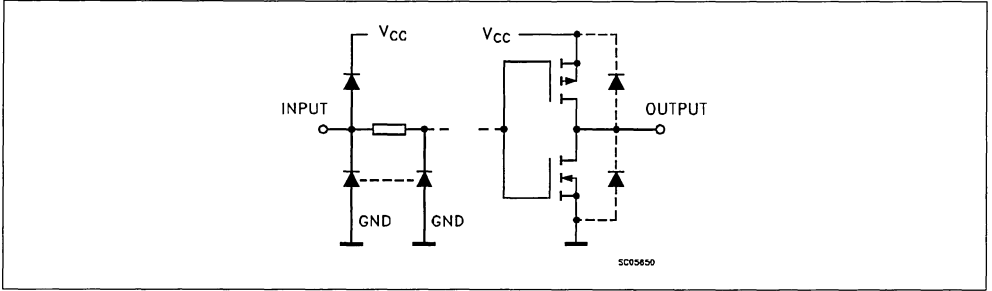 VCC
VCC
INPUT
OUTPUT
GND
GND
SC05850